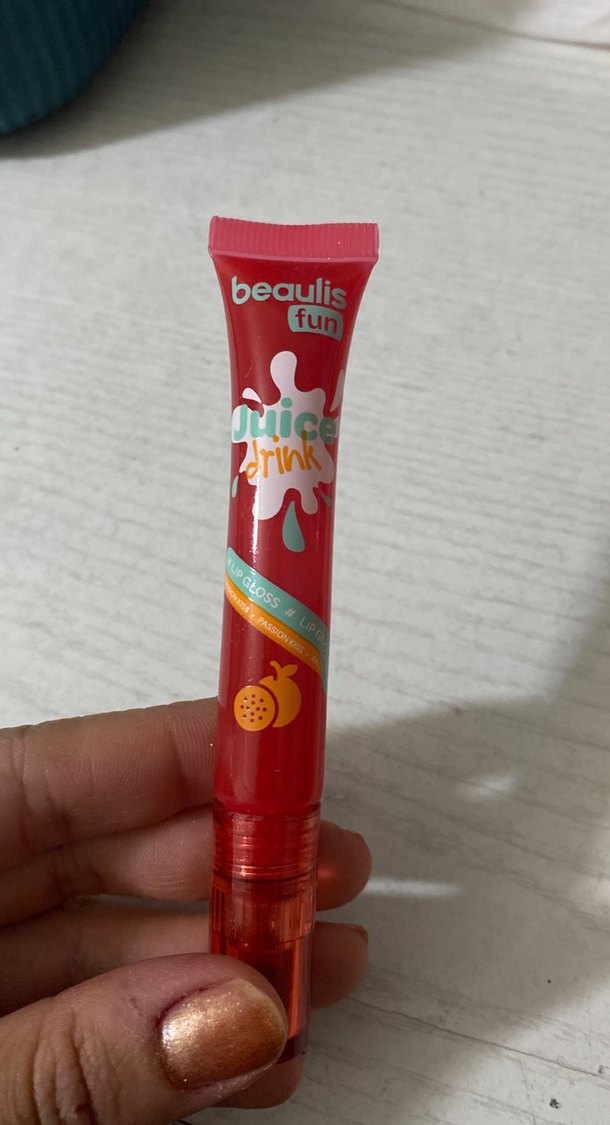 beaulis
fun
Juice
drink
# LIP GLOSS # LIP
PASSION KISS